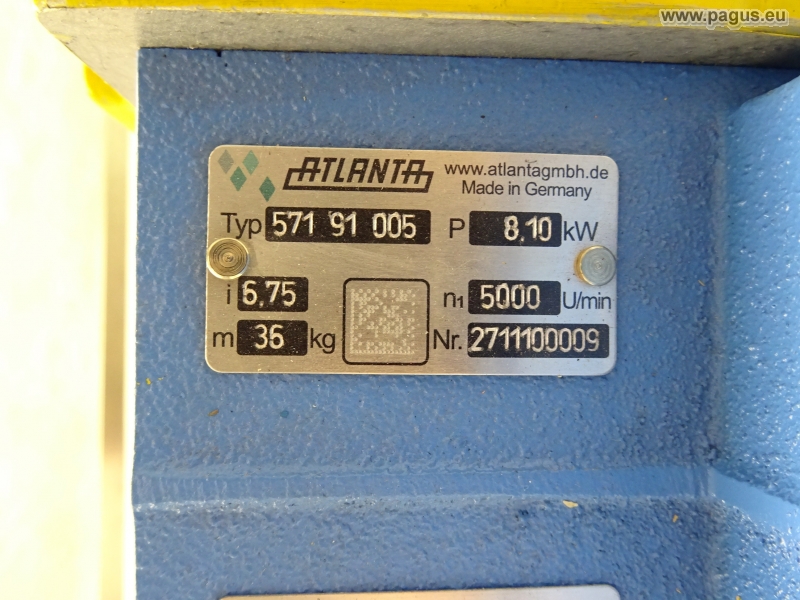 www.pagus.eu
ATLANTA www.atlantagmbh.de
Made in Germany
Typ 571 91 005 P 8.10 kW
i 6.75 n1 5000 U/min
m 36 kg Nr. 2711100009